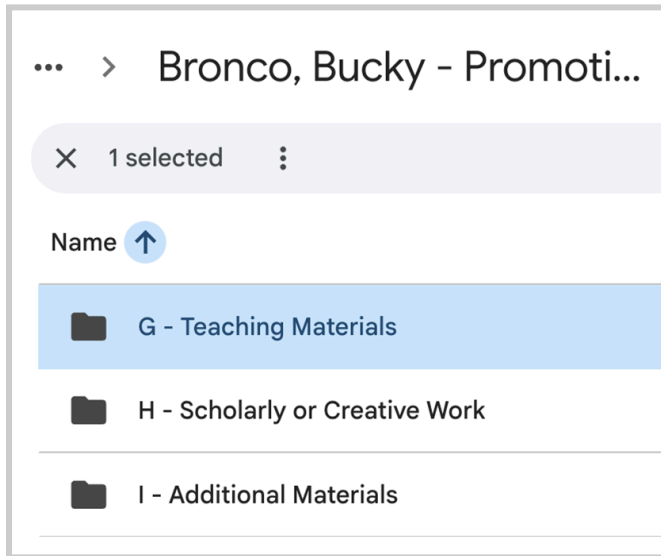 ... > Bronco, Bucky - Promoti...
1 selected
Name
G - Teaching Materials
H - Scholarly or Creative Work
I - Additional Materials